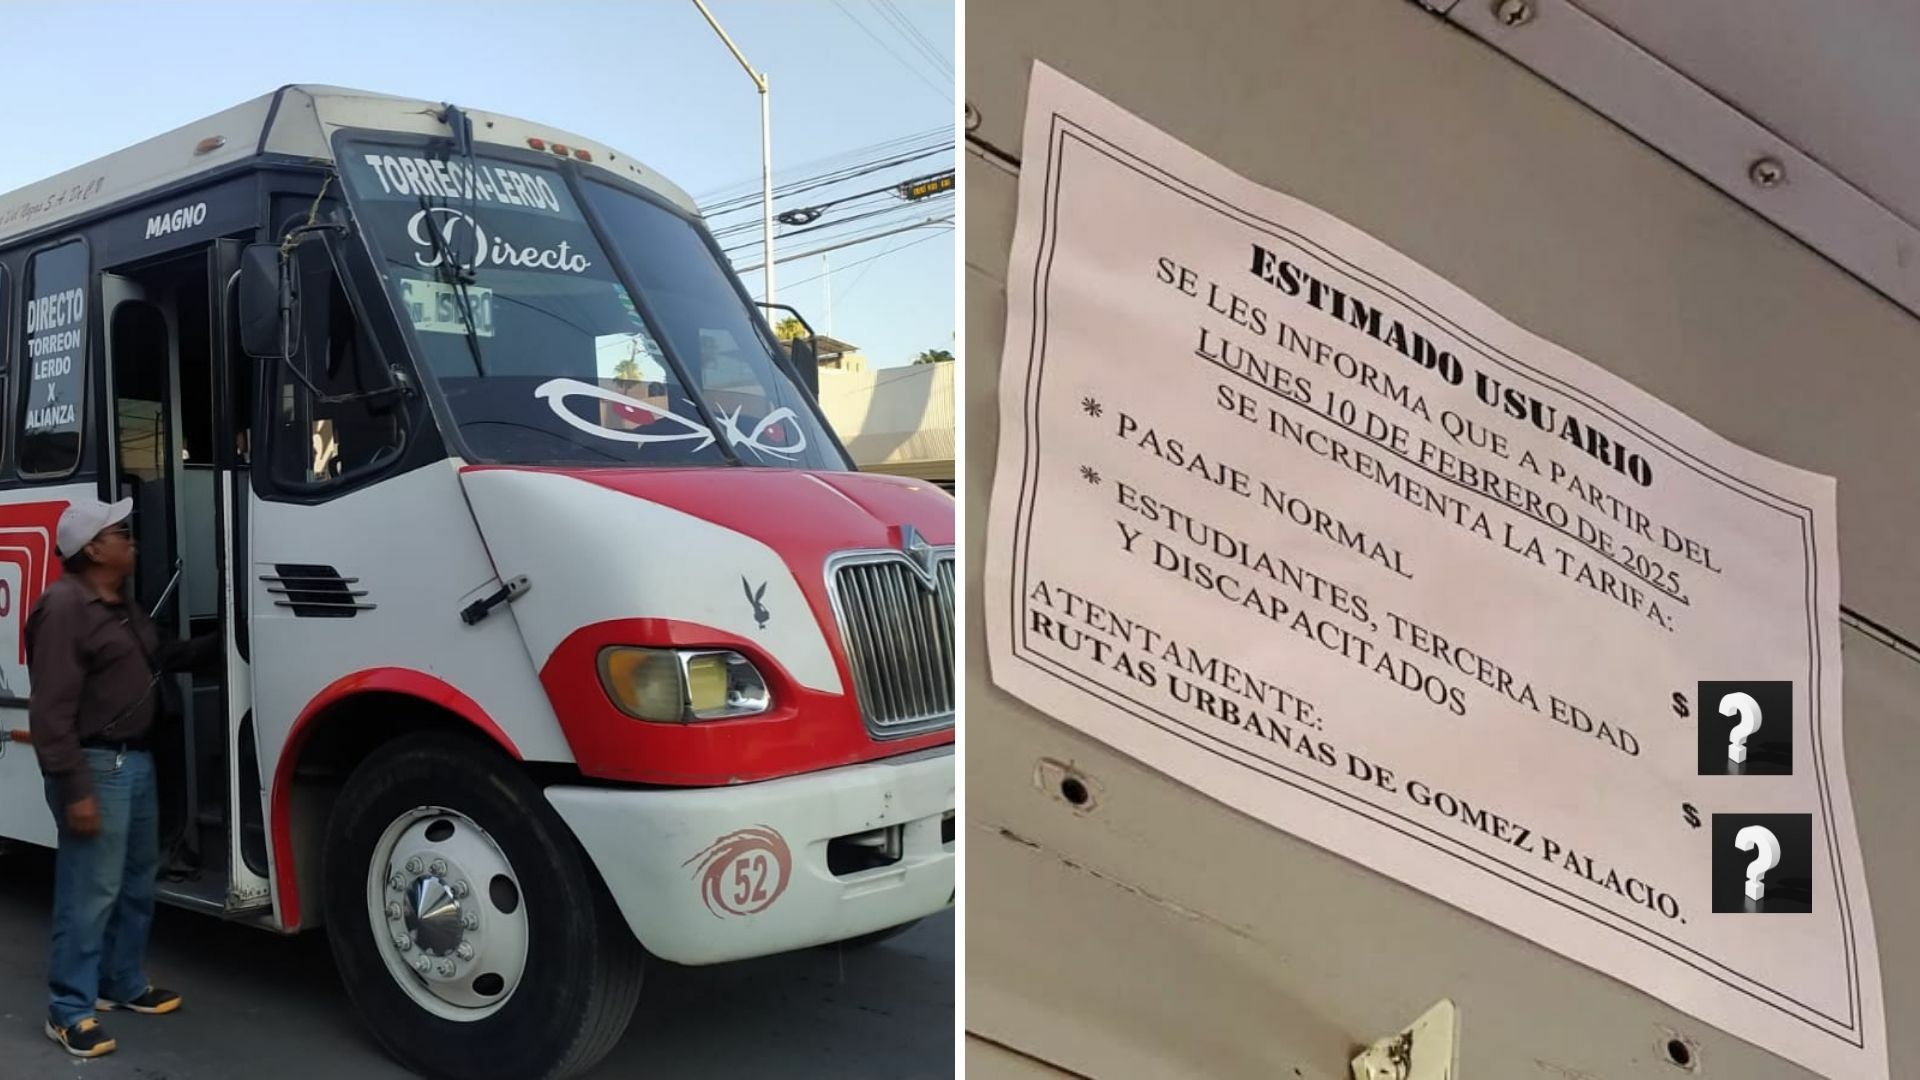 MAGNO
TORREON-LERDO
Directo
DIRECTO
TORREON
LERDO
X
ALIANZA
52
ESTIMADO USUARIO
SE LES INFORMA QUE A PARTIR DEL
LUNES 10 DE FEBRERO DE 2025,
SE INCREMENTA LA TARIFA:
* PASAJE NORMAL $
* ESTUDIANTES, TERCERA EDAD
Y DISCAPACITADOS $
ATENTAMENTE:
RUTAS URBANAS DE GOMEZ PALACIO.